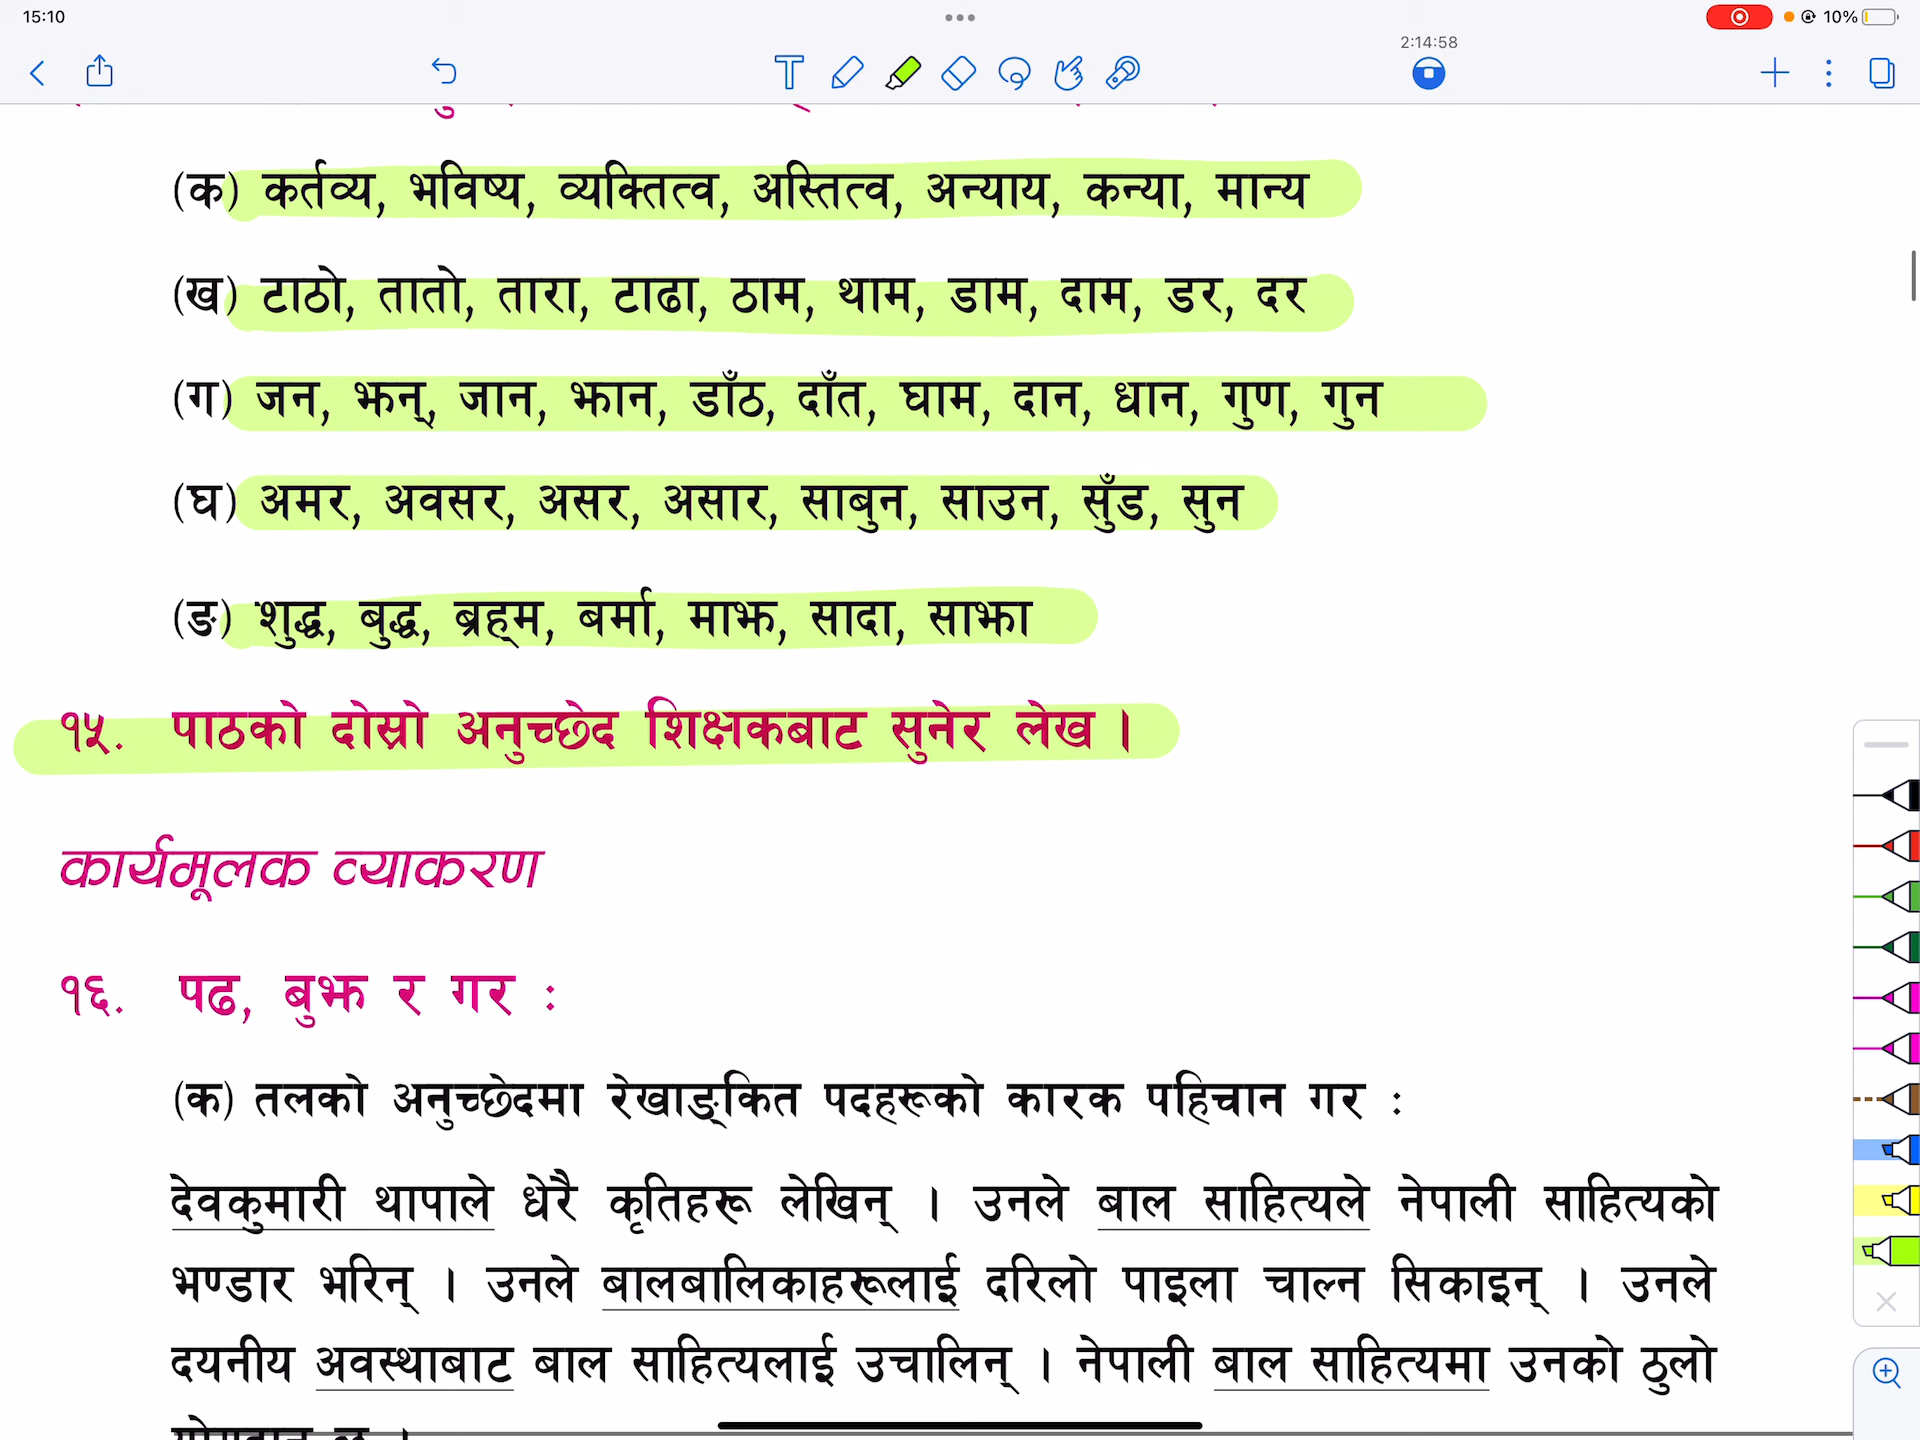 15:10
10%
2:14:58
(क) कर्तव्य, भविष्य, व्यक्तित्व, अस्तित्व, अन्याय, कन्या, मान्य
(ख) टाठो, तातो, तारा, टाढा, ठाम, थाम, डाम, दाम, डर, दर
(ग) जन, झन्, जान, झान, डाँठ, दाँत, घाम, दान, धान, गुण, गुन
(घ) अमर, अवसर, असर, असार, साबुन, साउन, सुँड, सुन
(ङ) शुद्ध, बुद्ध, ब्रह्म, बर्मा, माझ, सादा, साझा
१५. पाठको दोस्रो अनुच्छेद शिक्षकबाट सुनेर लेख ।
कार्यमूलक व्याकरण
१६. पढ, बुझ र गर :
(क) तलको अनुच्छेदमा रेखाङ्कित पदहरूको कारक पहिचान गर :
देवकुमारी थापाले धेरै कृतिहरू लेखिन् । उनले बाल साहित्यले नेपाली साहित्यको
भण्डार भरिन् । उनले बालबालिकाहरूलाई दरिलो पाइला चाल्न सिकाइन् । उनले
दयनीय अवस्थाबाट बाल साहित्यलाई उचालिन् । नेपाली बाल साहित्यमा उनको ठुलो